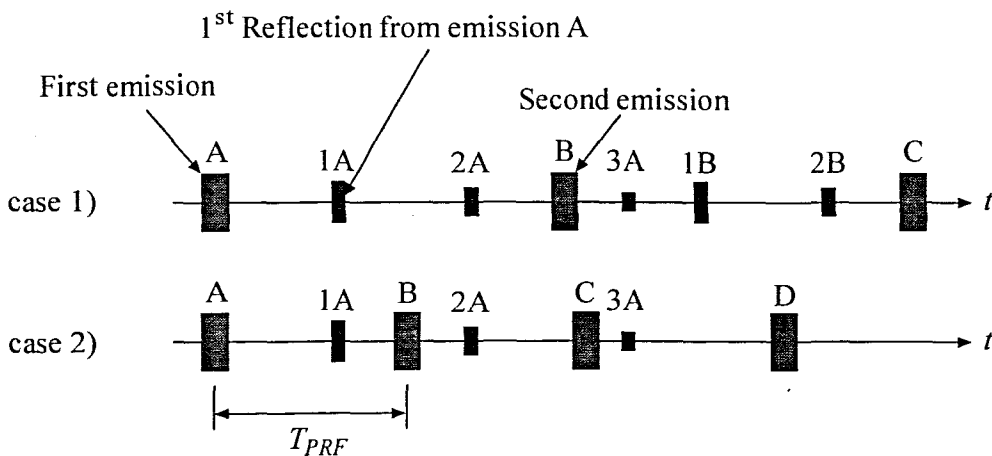 1st Reflection from emission A
First emission
Second emission
A 1A 2A B 3A 1B 2B C
case 1) t
A 1A B 2A C 3A D
case 2) t
TPRF